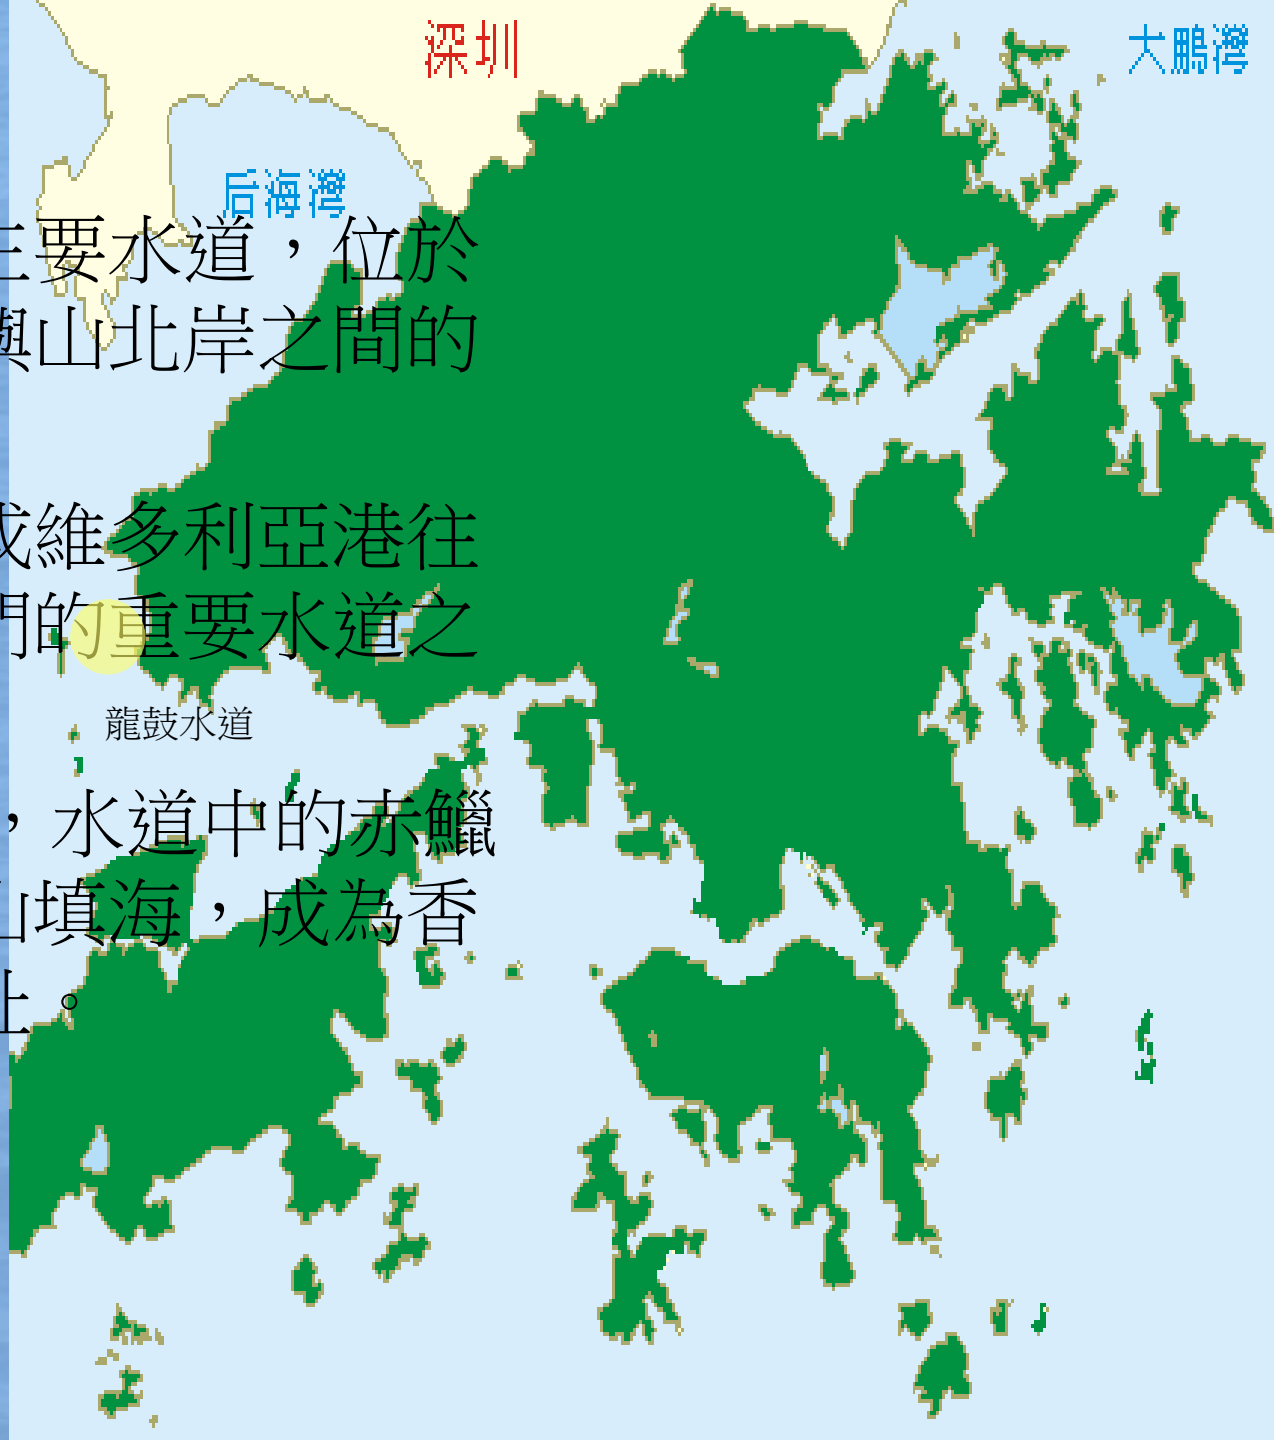 深圳
大鵬灣
后海灣
主要水道，位於
嶼山北岸之間的
或維多利亞港往
門的重要水道之
龍鼓水道
，水道中的赤鱲
山填海，成為香
址。